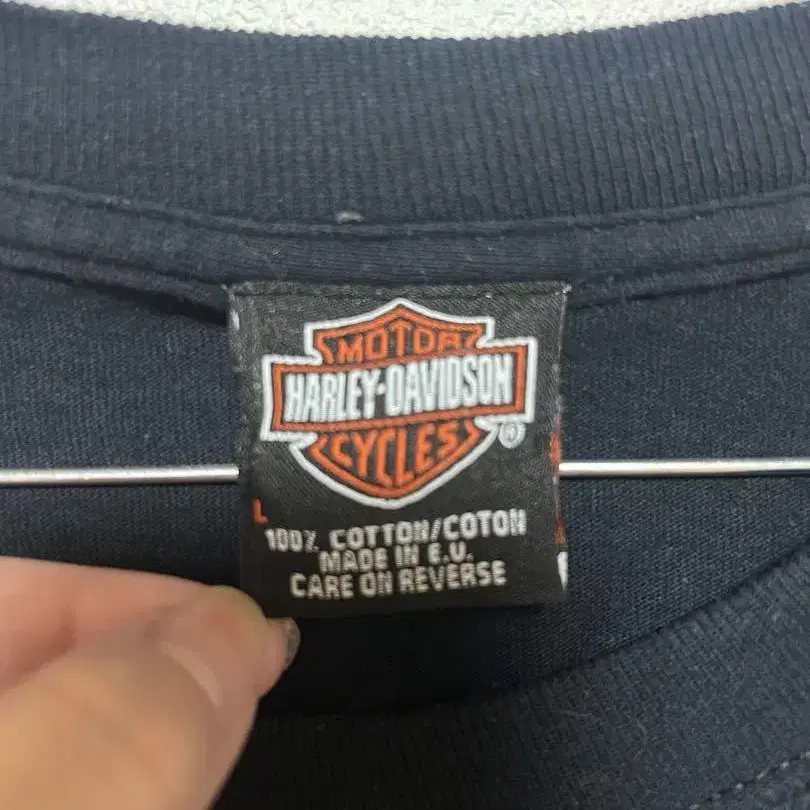 MOTOR
HARLEY-DAVIDSON
CYCLES
®
L
100% COTTON/COTON
MADE IN E.U.
CARE ON REVERSE